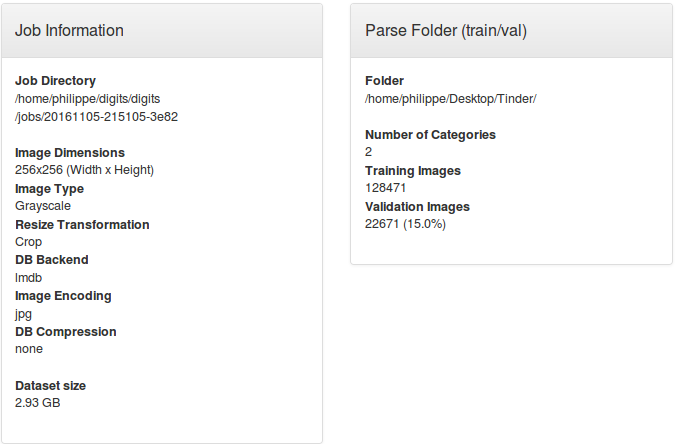 Job Information
Job Directory
/home/philippe/digits/digits
/jobs/20161105-215105-3e82
Image Dimensions
256x256 (Width x Height)
Image Type
Grayscale
Resize Transformation
Crop
DB Backend
lmdb
Image Encoding
jpg
DB Compression
none
Dataset size
2.93 GB
Parse Folder (train/val)
Folder
/home/philippe/Desktop/Tinder/
Number of Categories
2
Training Images
128471
Validation Images
22671 (15.0%)